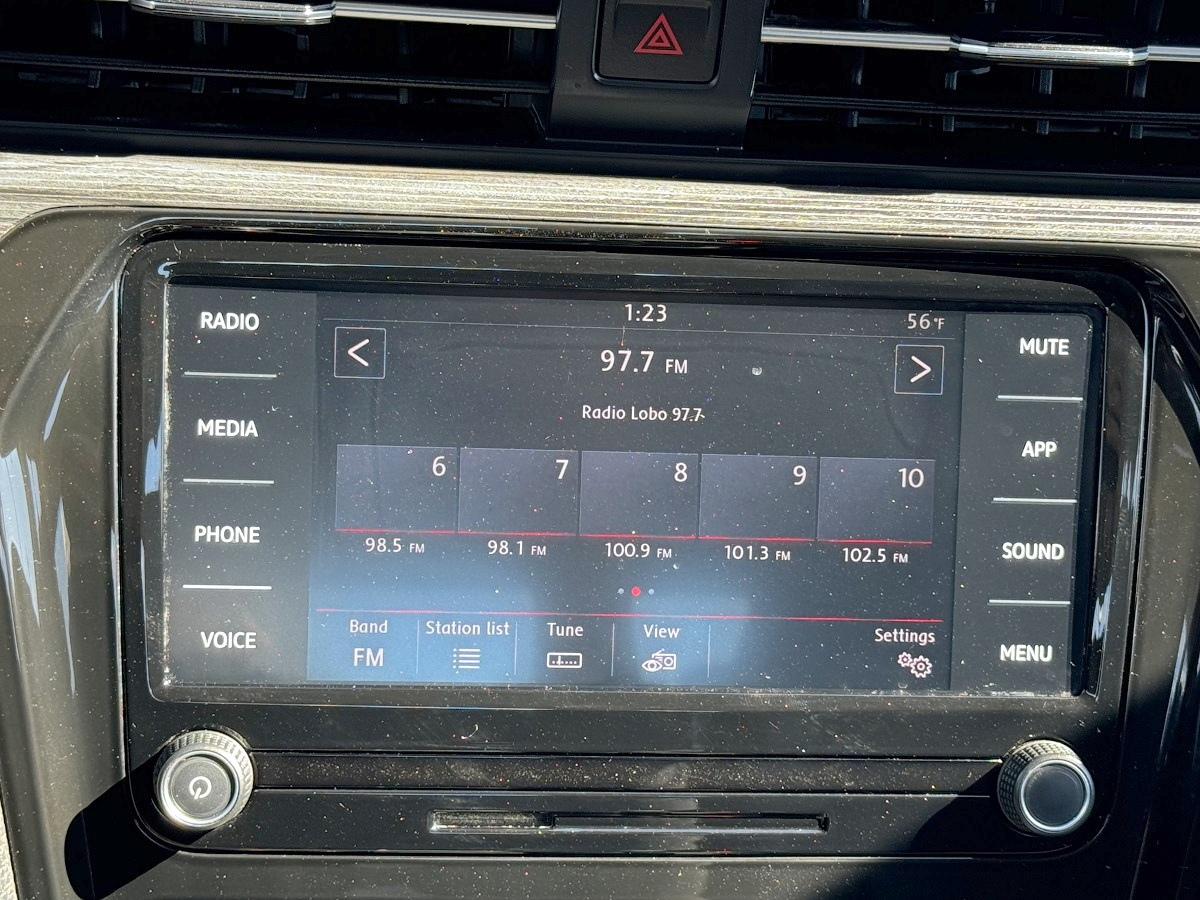 RADIO
MEDIA
PHONE
VOICE
1:23
56°F
<
97.7 FM
>
Radio Lobo 97.7
6 7 8 9 10
98.5 FM 98.1 FM 100.9 FM 101.3 FM 102.5 FM
Band Station list Tune View Settings
FM
MUTE
APP
SOUND
MENU